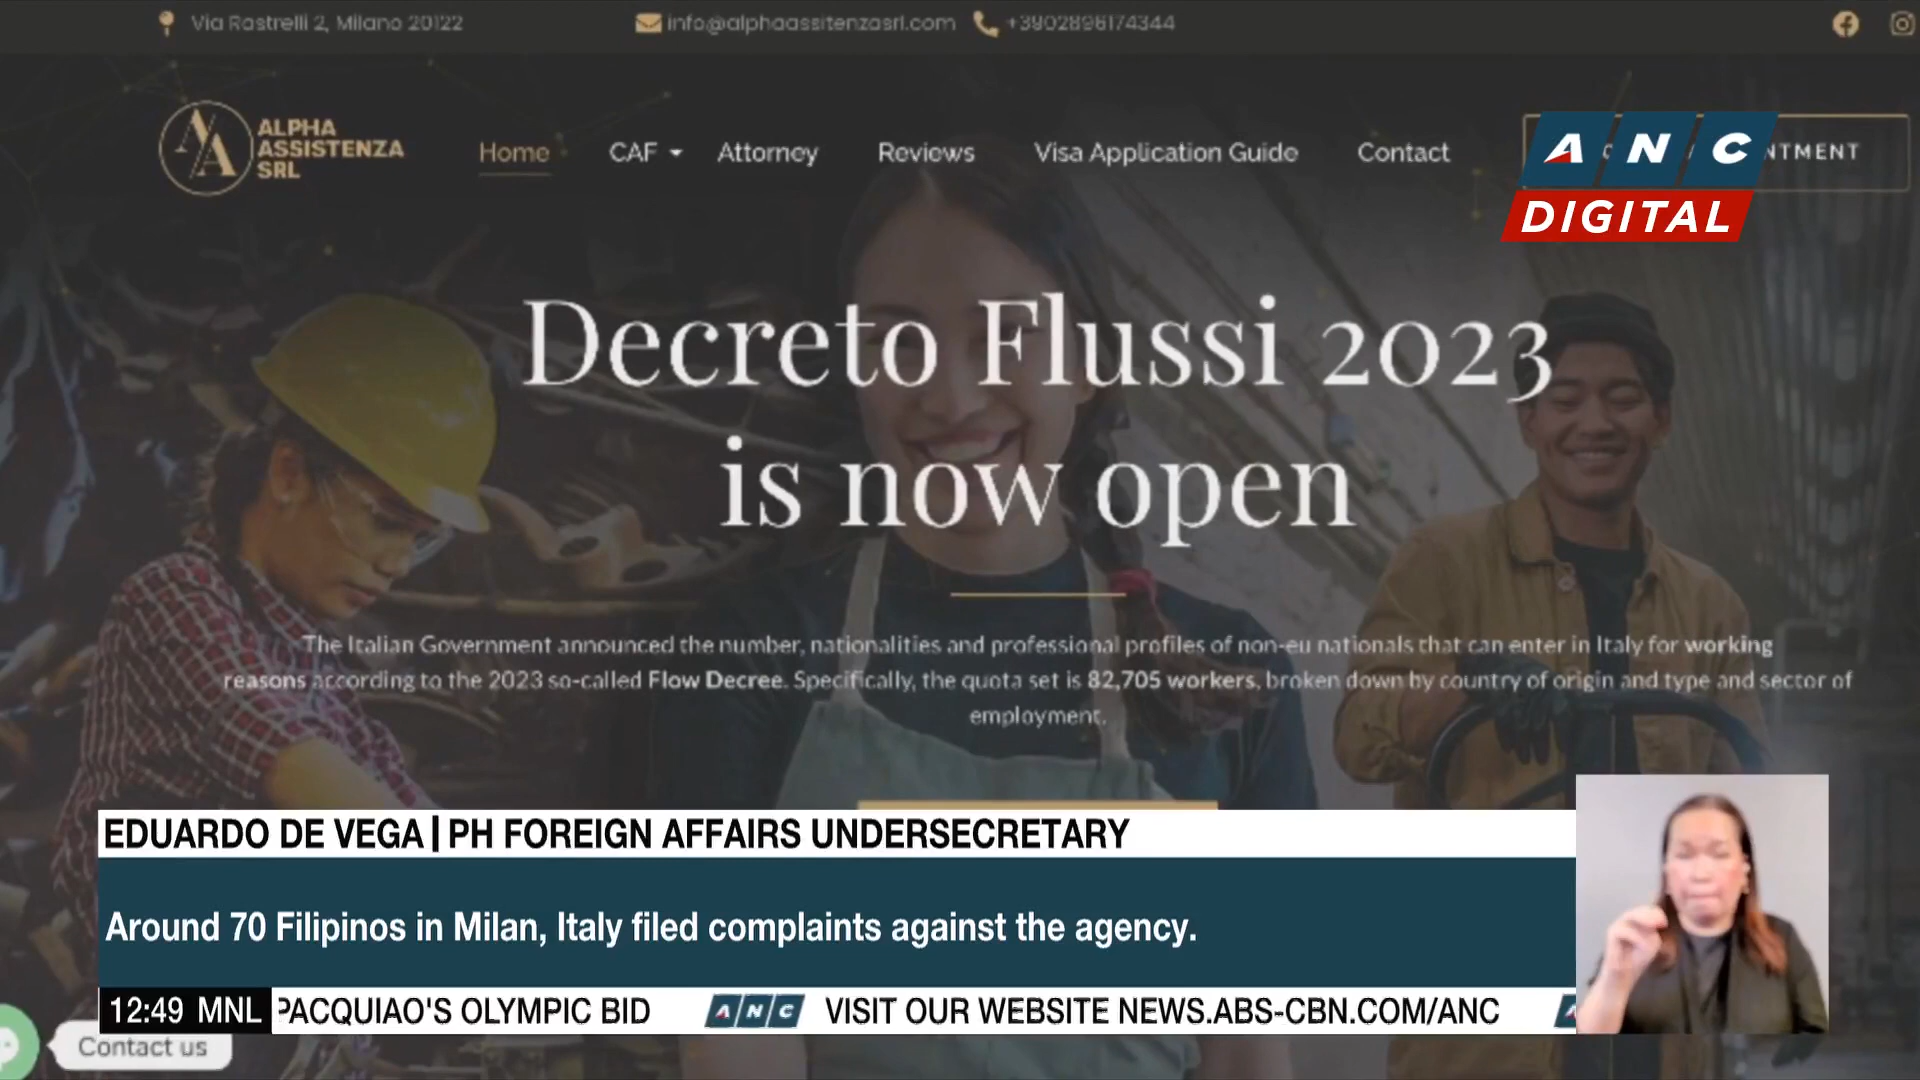 Via Rastrelli 2, Milano 20122
info@alphaassitenzasrl.com
+3902896174344
ALPHA
ASSISTENZA
SRL
Home
CAF
Attorney
Reviews
Visa Application Guide
Contact
NTMENT
ANC
DIGITAL
Decreto Flussi 2023
is now open
The Italian Government announced the number, nationalities and professional profiles of non-eu nationals that can enter in Italy for working
reasons according to the 2023 so-called Flow Decree. Specifically, the quota set is 82,705 workers, broken down by country of origin and type and sector of
employment.
EDUARDO DE VEGA | PH FOREIGN AFFAIRS UNDERSECRETARY
Around 70 Filipinos in Milan, Italy filed complaints against the agency.
12:49 MNL PACQUIAO'S OLYMPIC BID ANC VISIT OUR WEBSITE NEWS.ABS-CBN.COM/ANC
Contact us